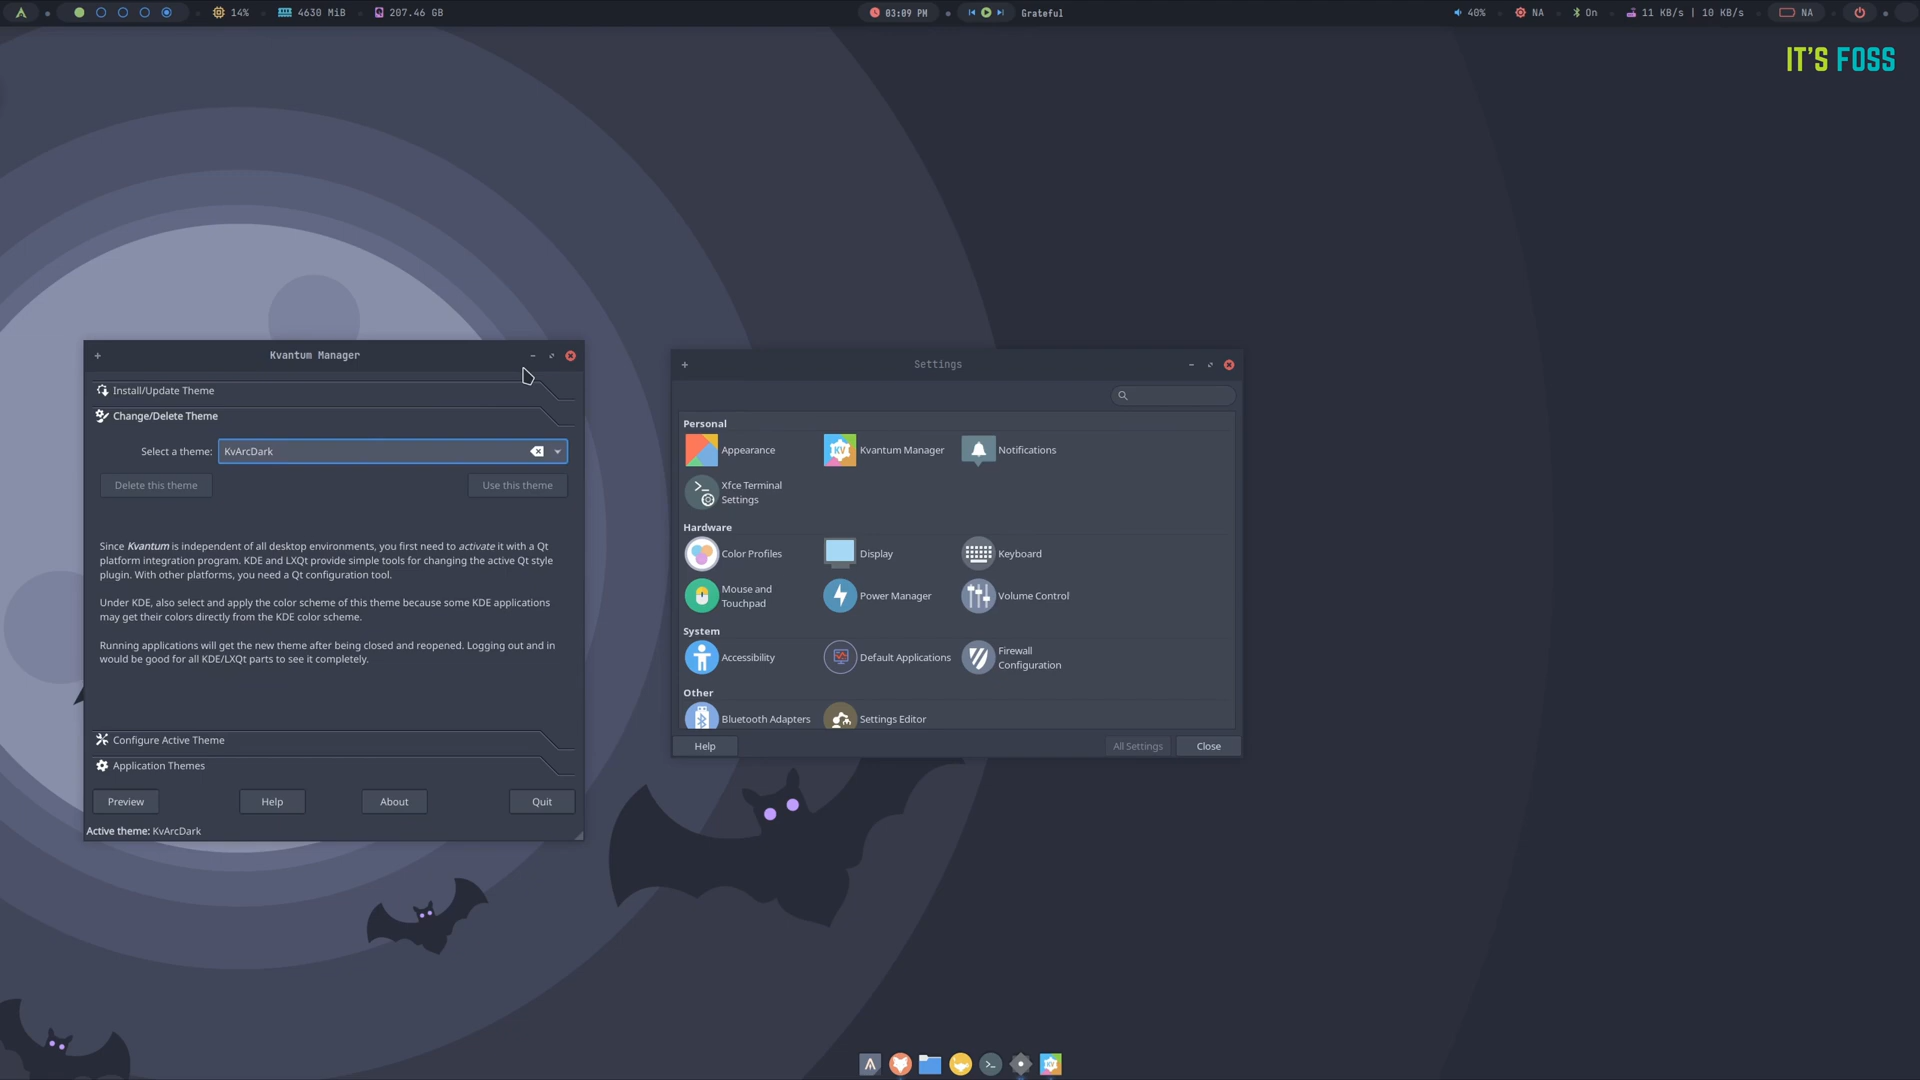 14% 4630 MiB 207.46 GB 03:09 PM Grateful 40% NA On 11 KB/s | 10 KB/s NA
IT'S FOSS
Kvantum Manager
Install/Update Theme
Change/Delete Theme
Select a theme: KvArcDark
Delete this theme Use this theme
Since Kvantum is independent of all desktop environments, you first need to activate it with a Qt
platform integration program. KDE and LXQt provide simple tools for changing the active Qt style
plugin. With other platforms, you need a Qt configuration tool.
Under KDE, also select and apply the color scheme of this theme because some KDE applications
may get their colors directly from the KDE color scheme.
Running applications will get the new theme after being closed and reopened. Logging out and in
would be good for all KDE/LXQt parts to see it completely.
Configure Active Theme
Application Themes
Preview Help About Quit
Active theme: KvArcDark
Settings
Personal
Appearance KV Kvantum Manager Notifications
Xfce Terminal
Settings
Hardware
Color Profiles Display Keyboard
Mouse and
Touchpad
Power Manager Volume Control
System
Accessibility Default Applications
Firewall
Configuration
Other
Bluetooth Adapters Settings Editor
Help All Settings Close
KV